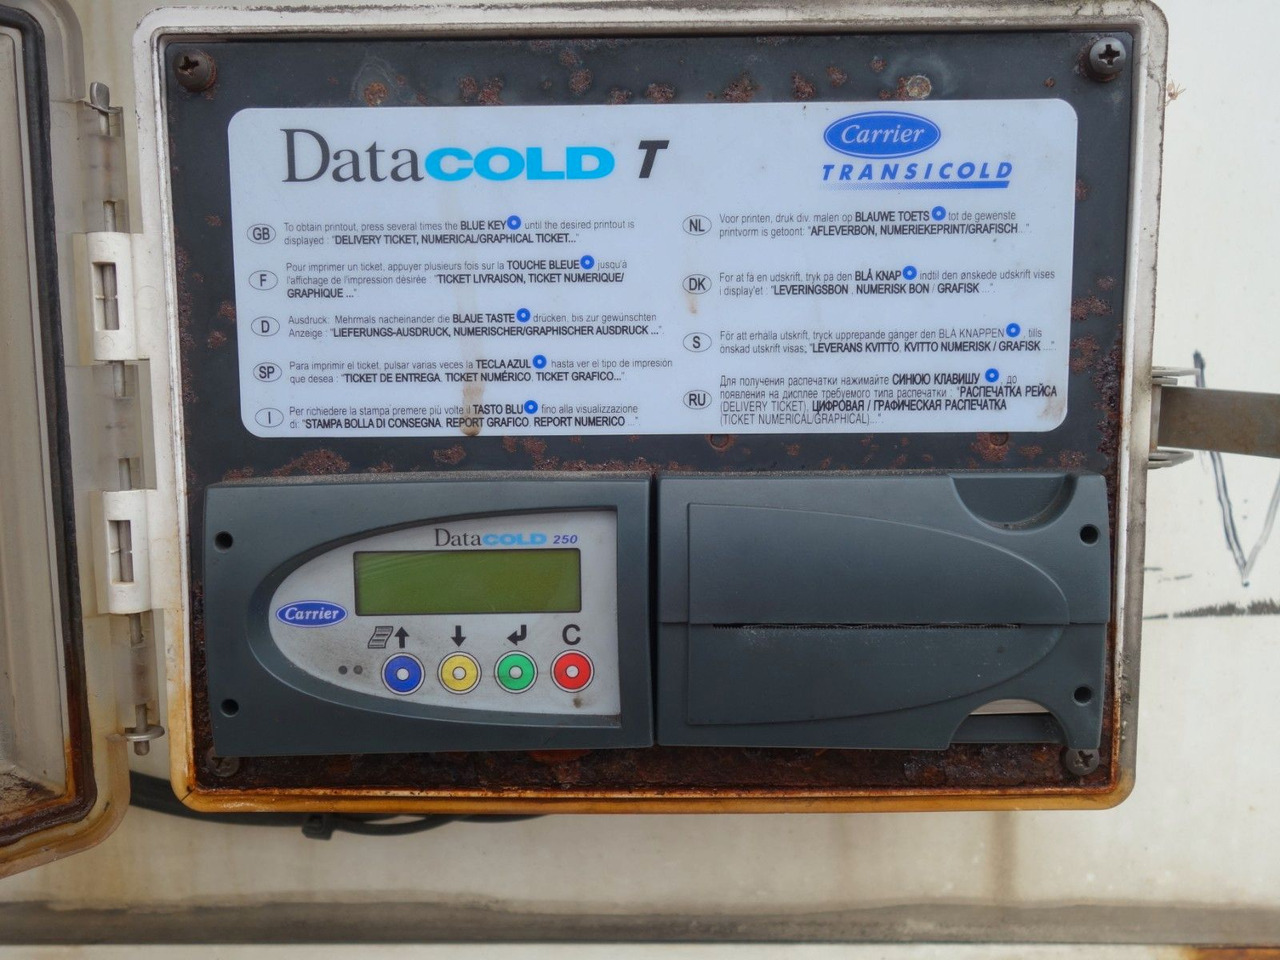 DataCOLD T
Carrier
TRANSICOLD
GB
To obtain printout, press several times the BLUE KEY until the desired printout is
displayed : "DELIVERY TICKET, NUMERICAL/GRAPHICAL TICKET..."
F
Pour imprimer un ticket, appuyer plusieurs fois sur la TOUCHE BLEUE jusqu'à
l'affichage de l'impression désirée : "TICKET LIVRAISON, TICKET NUMERIQUE/
GRAPHIQUE ..."
D
Ausdruck: Mehrmals nacheinander die BLAUE TASTE drücken, bis zur gewünschten
Anzeige : "LIEFERUNGS-AUSDRUCK, NUMERISCHER/GRAPHISCHER AUSDRUCK ..."
SP
Para imprimir el ticket, pulsar varias veces la TECLA AZUL hasta ver el tipo de impresión
que desea : "TICKET DE ENTREGA, TICKET NUMÉRICO, TICKET GRAFICO..."
I
Per richiedere la stampa premere più volte il TASTO BLU fino alla visualizzazione
di: "STAMPA BOLLA DI CONSEGNA, REPORT GRAFICO, REPORT NUMERICO ..."
NL
Voor printen, druk div. malen op BLAUWE TOETS tot de gewenste
printvorm is getoont: "AFLEVERBON, NUMERIEKEPRINT/GRAFISCH..."
DK
For at få en udskrift, tryk på den BLÅ KNAP indtil den ønskede udskrift vises
i display'et : "LEVERINGSBON , NUMERISK BON / GRAFISK ..."
S
För att erhålla utskrift, tryck upprepande gånger den BLÅ KNAPPEN , tills
önskad utskrift visas; "LEVERANS KVITTO, KVITTO NUMERISK / GRAFISK ...."
RU
Для получения распечатки нажимайте СИНЮЮ КЛАВИШУ , до
появления на дисплее требуемого типа распечатки : "РАСПЕЧАТКА РЕЙСА
(DELIVERY TICKET), ЦИФРОВАЯ / ГРАФИЧЕСКАЯ РАСПЕЧАТКА
(TICKET NUMERICAL/GRAPHICAL)..."
DataCOLD 250
Carrier
C